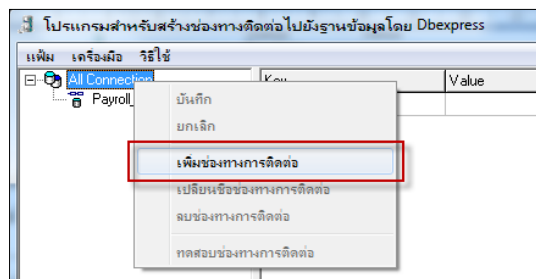 โปรแกรมสำหรับสร้างช่องทางติดต่อไปยังฐานข้อมูลโดย Dbexpress
แฟ้ม เครื่องมือ วิธีใช้
All Connection
Value
Payroll_
บันทึก
ยกเลิก
เพิ่มช่องทางการติดต่อ
เปลี่ยนชื่อช่องทางการติดต่อ
ลบช่องทางการติดต่อ
ทดสอบช่องทางการติดต่อ